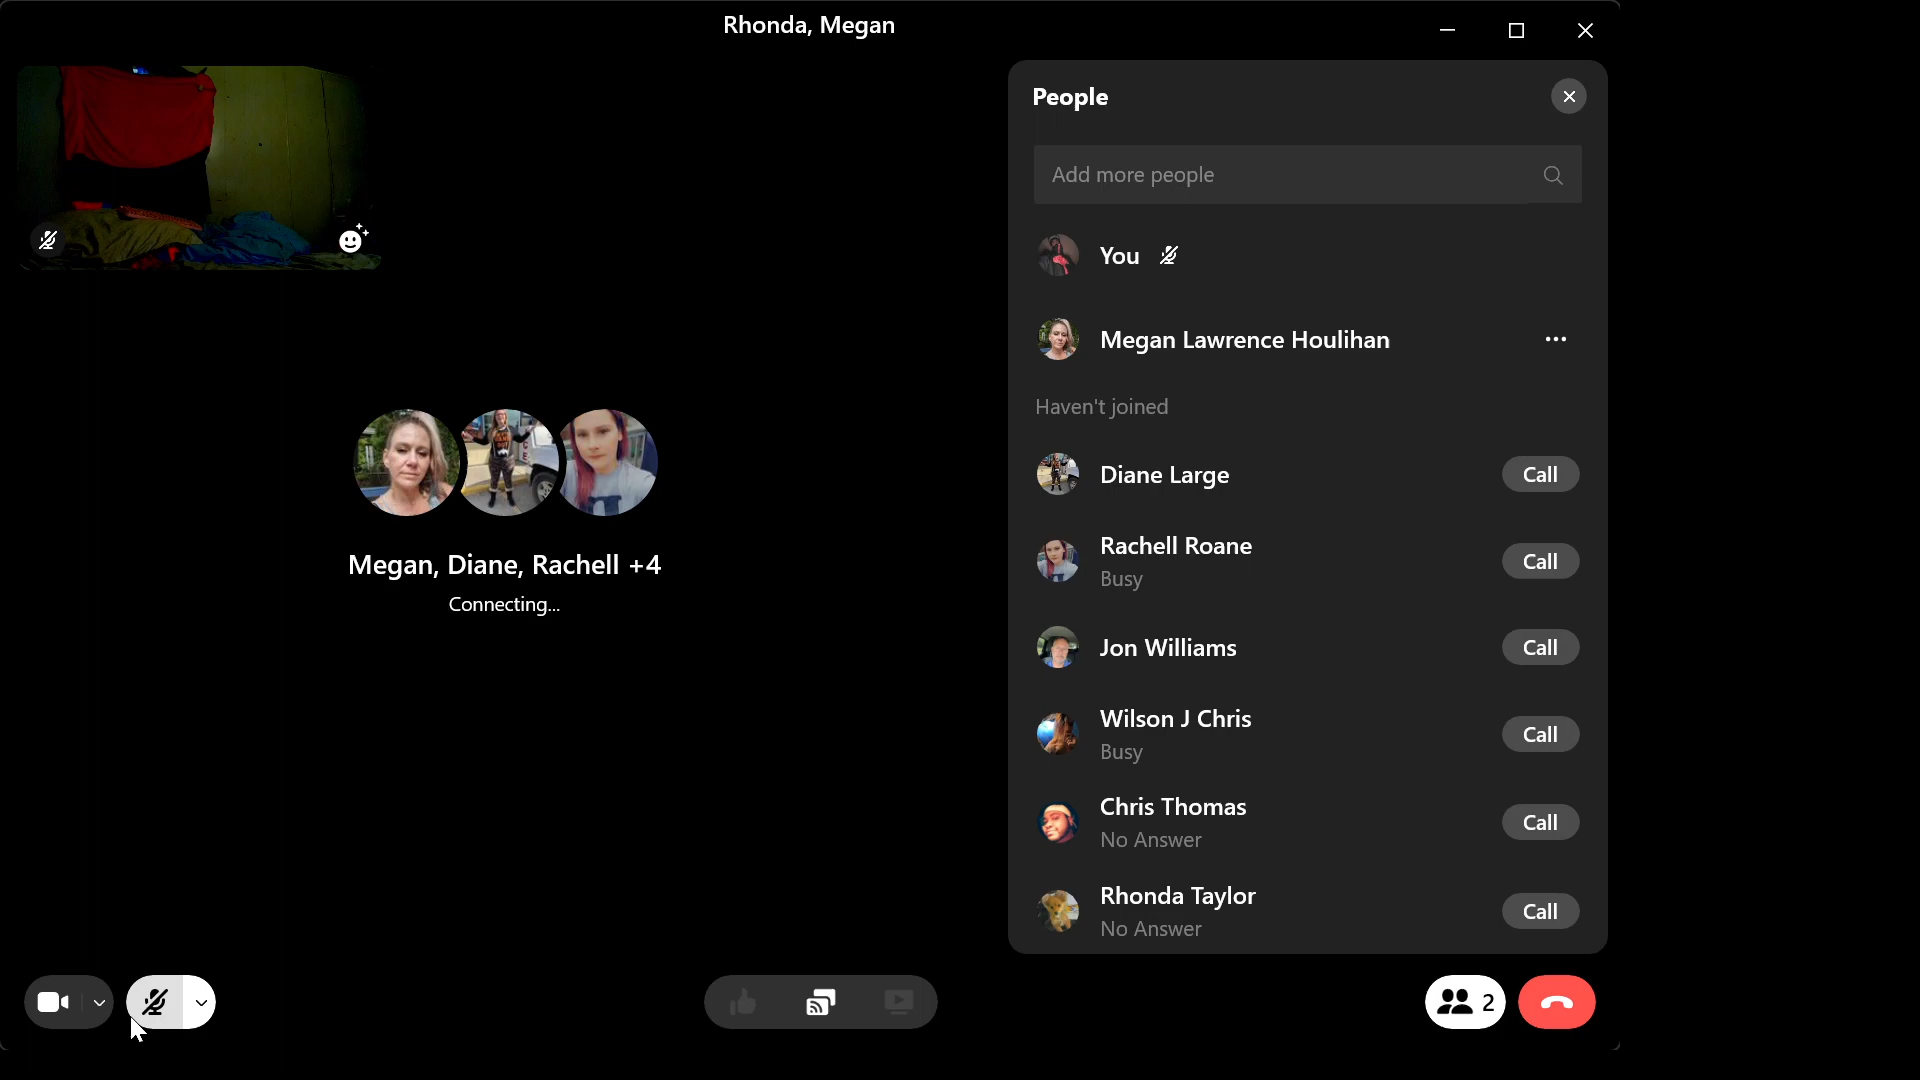 Rhonda, Megan
People
Add more people
You
Megan Lawrence Houlihan
Haven't joined
Diane Large
Call
Rachell Roane
Busy
Call
Jon Williams
Call
Wilson J Chris
Busy
Call
Chris Thomas
No Answer
Call
Rhonda Taylor
No Answer
Call
Megan, Diane, Rachell +4
Connecting...
2